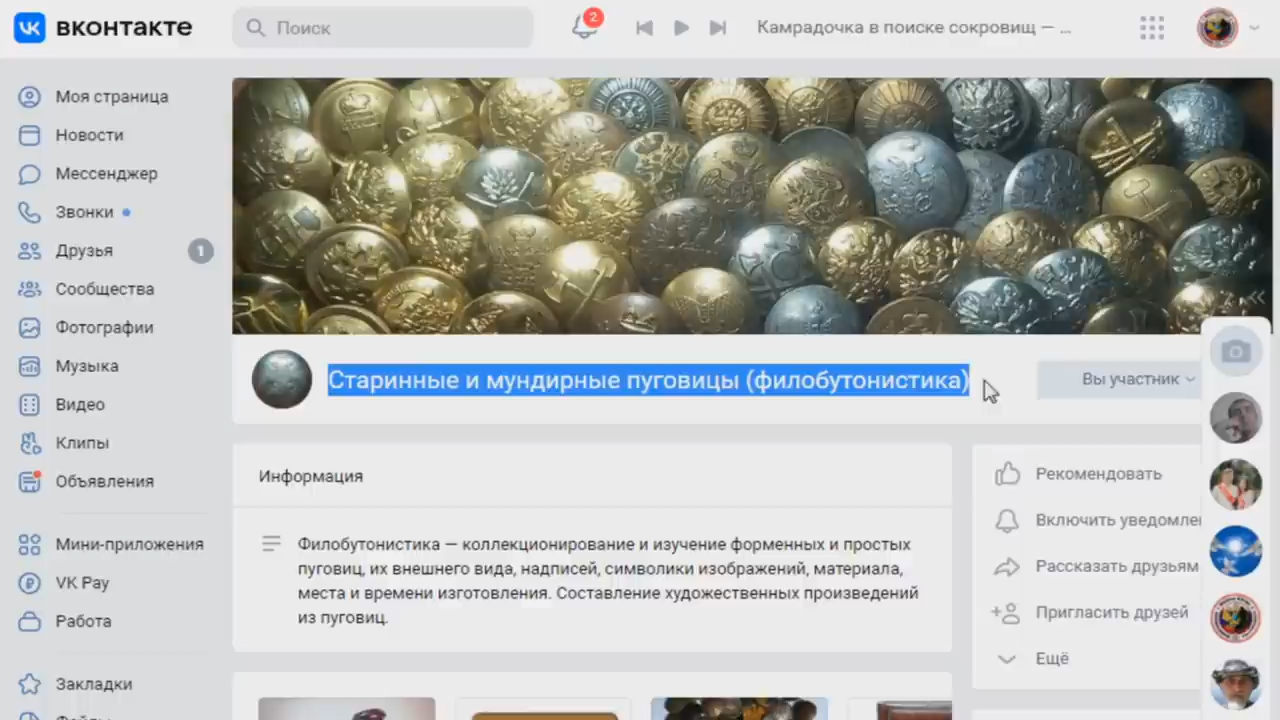 вконтакте
Поиск
2
Камрадочка в поиске сокровищ — ...
Моя страница
Новости
Мессенджер
Звонки
Друзья
1
Сообщества
Фотографии
Музыка
Видео
Клипы
Объявления
Мини-приложения
VK Pay
Работа
Закладки
Файлы
Старинные и мундирные пуговицы (филобутонистика)
Вы участник
Информация
Филобутонистика — коллекционирование и изучение форменных и простых
пуговиц, их внешнего вида, надписей, символики изображений, материала,
места и времени изготовления. Составление художественных произведений
из пуговиц.
Рекомендовать
Включить уведомле
Рассказать друзьям
Пригласить друзей
Ещё